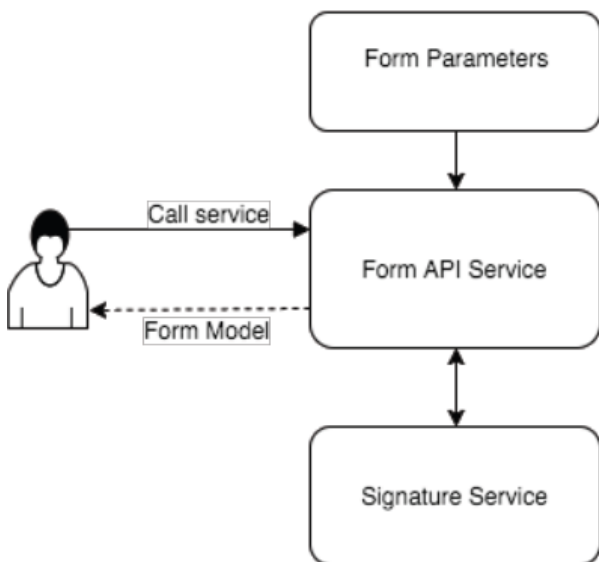 Form Parameters
Call service
Form API Service
Form Model
Signature Service